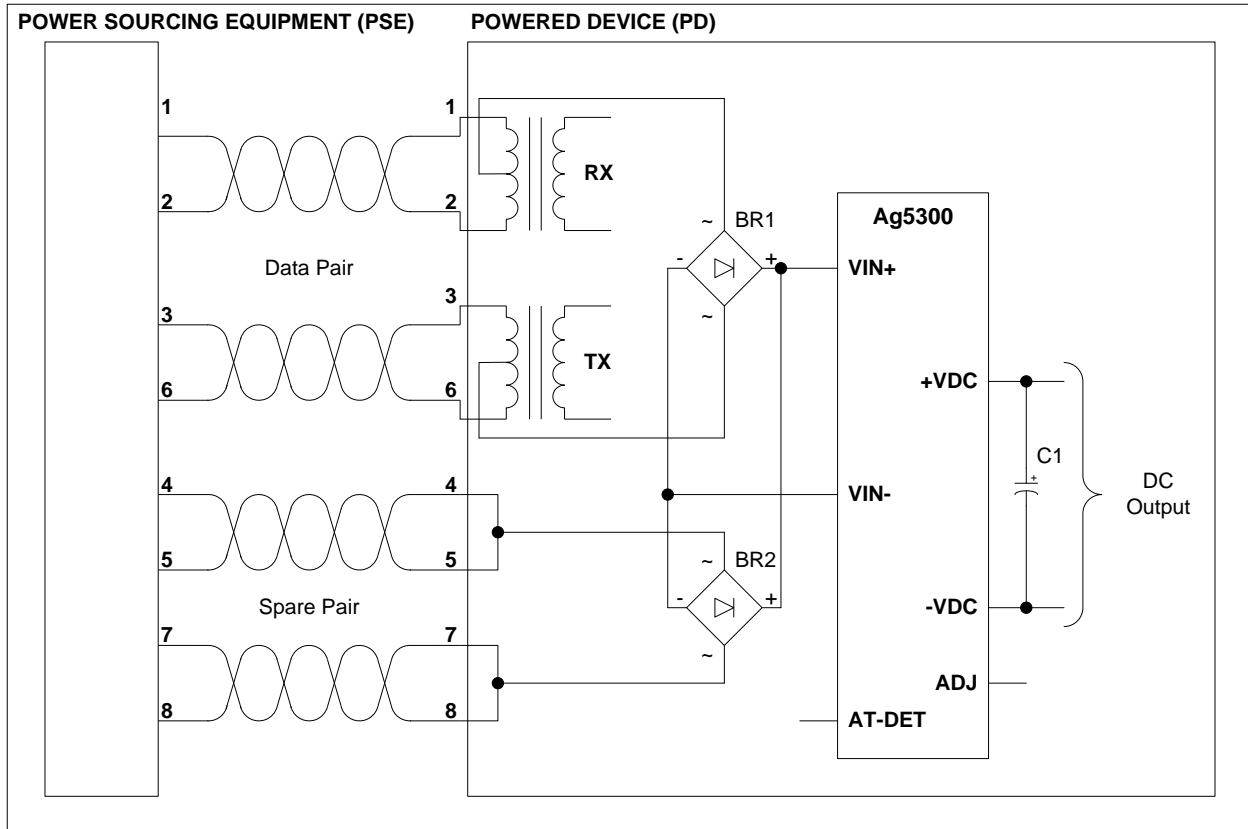 POWER SOURCING EQUIPMENT (PSE)
POWERED DEVICE (PD)
1
1
RX
2
2
Data Pair
3
3
TX
6
6
4
4
5
5
Spare Pair
7
7
8
8
~
BR1
-
+
~
~
BR2
-
+
~
Ag5300
VIN+
+VDC
VIN-
-VDC
ADJ
AT-DET
C1
+
DC
Output